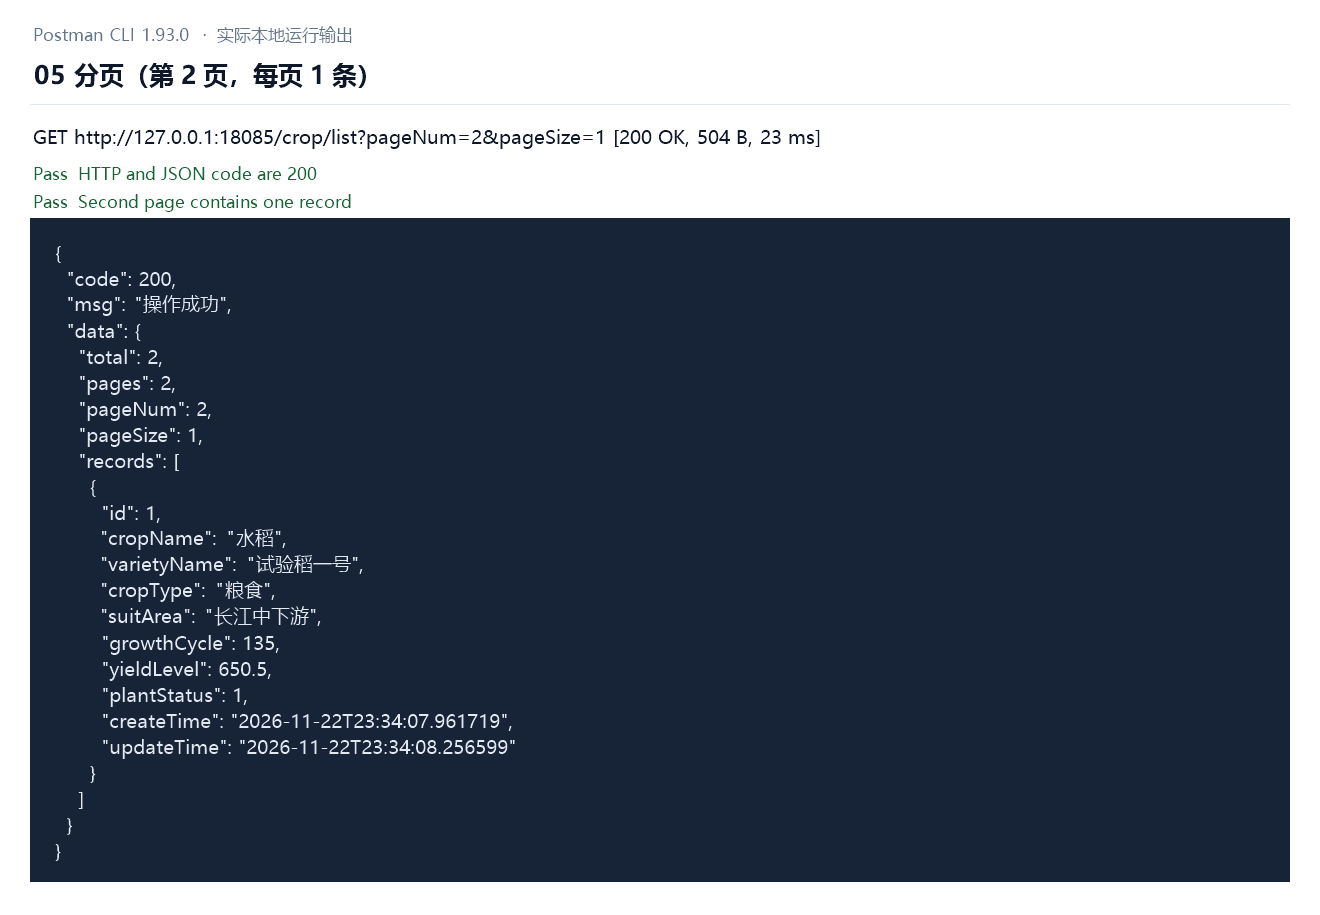 Postman CLI 1.93.0 · 实际本地运行输出
05 分页（第 2 页，每页 1 条）
GET http://127.0.0.1:18085/crop/list?pageNum=2&pageSize=1 [200 OK, 504 B, 23 ms]
Pass HTTP and JSON code are 200
Pass Second page contains one record
{
"code": 200,
"msg": "操作成功",
"data": {
"total": 2,
"pages": 2,
"pageNum": 2,
"pageSize": 1,
"records": [
{
"id": 1,
"cropName": "水稻",
"varietyName": "试验稻一号",
"cropType": "粮食",
"suitArea": "长江中下游",
"growthCycle": 135,
"yieldLevel": 650.5,
"plantStatus": 1,
"createTime": "2026-11-22T23:34:07.961719",
"updateTime": "2026-11-22T23:34:08.256599"
}
]
}
}